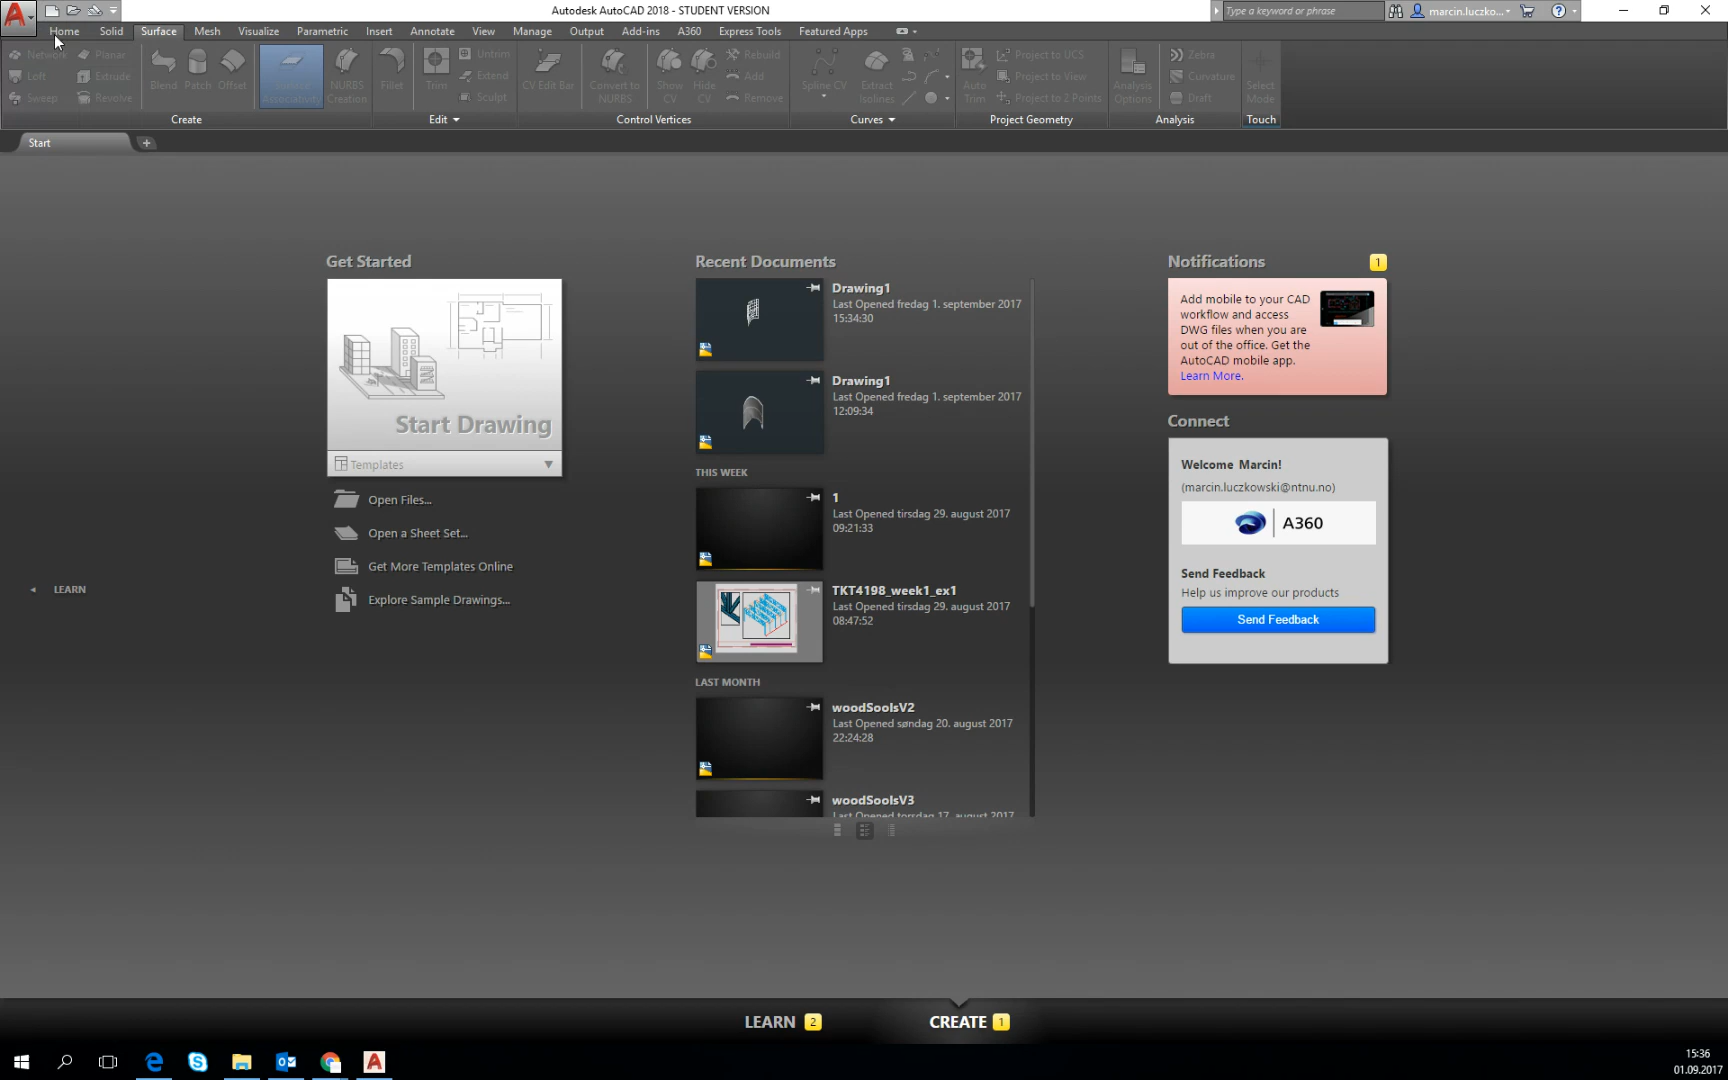 Autodesk AutoCAD 2018 - STUDENT VERSION
Type a keyword or phrase
marcin.luczko...
Home Solid Surface Mesh Visualize Parametric Insert Annotate View Manage Output Add-ins A360 Express Tools Featured Apps
Network Planar
Loft Extrude
Sweep Revolve
Blend Patch Offset
Surface Associativity
NURBS Creation
Fillet
Trim
Untrim
Extend
Sculpt
CV Edit Bar
Convert to NURBS
Show CV
Hide CV
Rebuild
Add
Remove
Spline CV
Extract Isolines
Auto Trim
Project to UCS
Project to View
Project to 2 Points
Analysis Options
Zebra
Curvature
Draft
Select Mode
Create Edit Control Vertices Curves Project Geometry Analysis Touch
Start
Get Started
Start Drawing
Templates
Open Files...
Open a Sheet Set...
Get More Templates Online
Explore Sample Drawings...
LEARN
Recent Documents
Drawing1
Last Opened fredag 1. september 2017
15:34:30
Drawing1
Last Opened fredag 1. september 2017
12:09:34
THIS WEEK
1
Last Opened tirsdag 29. august 2017
09:21:33
TKT4198_week1_ex1
Last Opened tirsdag 29. august 2017
08:47:52
LAST MONTH
woodSoolsV2
Last Opened søndag 20. august 2017
22:24:28
woodSoolsV3
Last Opened torsdag 17. august 2017
Notifications 1
Add mobile to your CAD
workflow and access
DWG files when you are
out of the office. Get the
AutoCAD mobile app.
Learn More.
Connect
Welcome Marcin!
(marcin.luczkowski@ntnu.no)
A360
Send Feedback
Help us improve our products
Send Feedback
LEARN 2
CREATE 1
15:36
01.09.2017